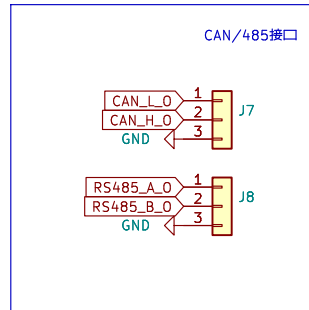 CAN/485接口
CAN_L_O 1
CAN_H_O 2 J7
GND 3
RS485_A_O 1
RS485_B_O 2 J8
GND 3